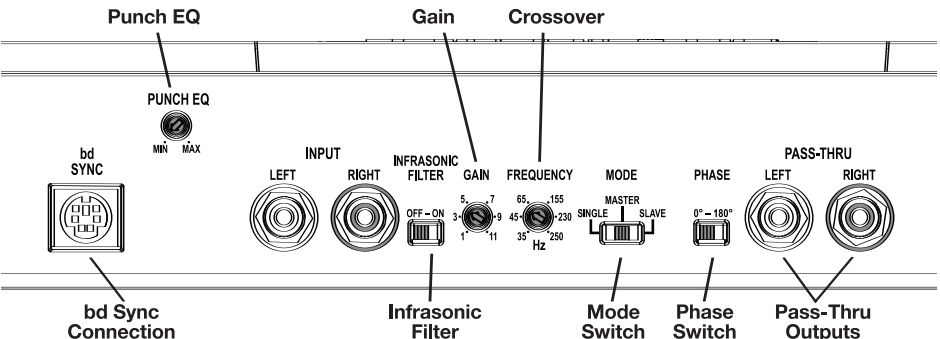 Punch EQ
Gain
Crossover
PUNCH EQ
MIN MAX
bd
SYNC
INPUT
LEFT
RIGHT
INFRASONIC
FILTER
OFF – ON
GAIN
5 7
3 9
1 11
FREQUENCY
65 155
45 230
35 250
Hz
MODE
MASTER
SINGLE
SLAVE
PHASE
0° – 180°
PASS-THRU
LEFT
RIGHT
bd Sync
Connection
Infrasonic
Filter
Mode
Switch
Phase
Switch
Pass-Thru
Outputs